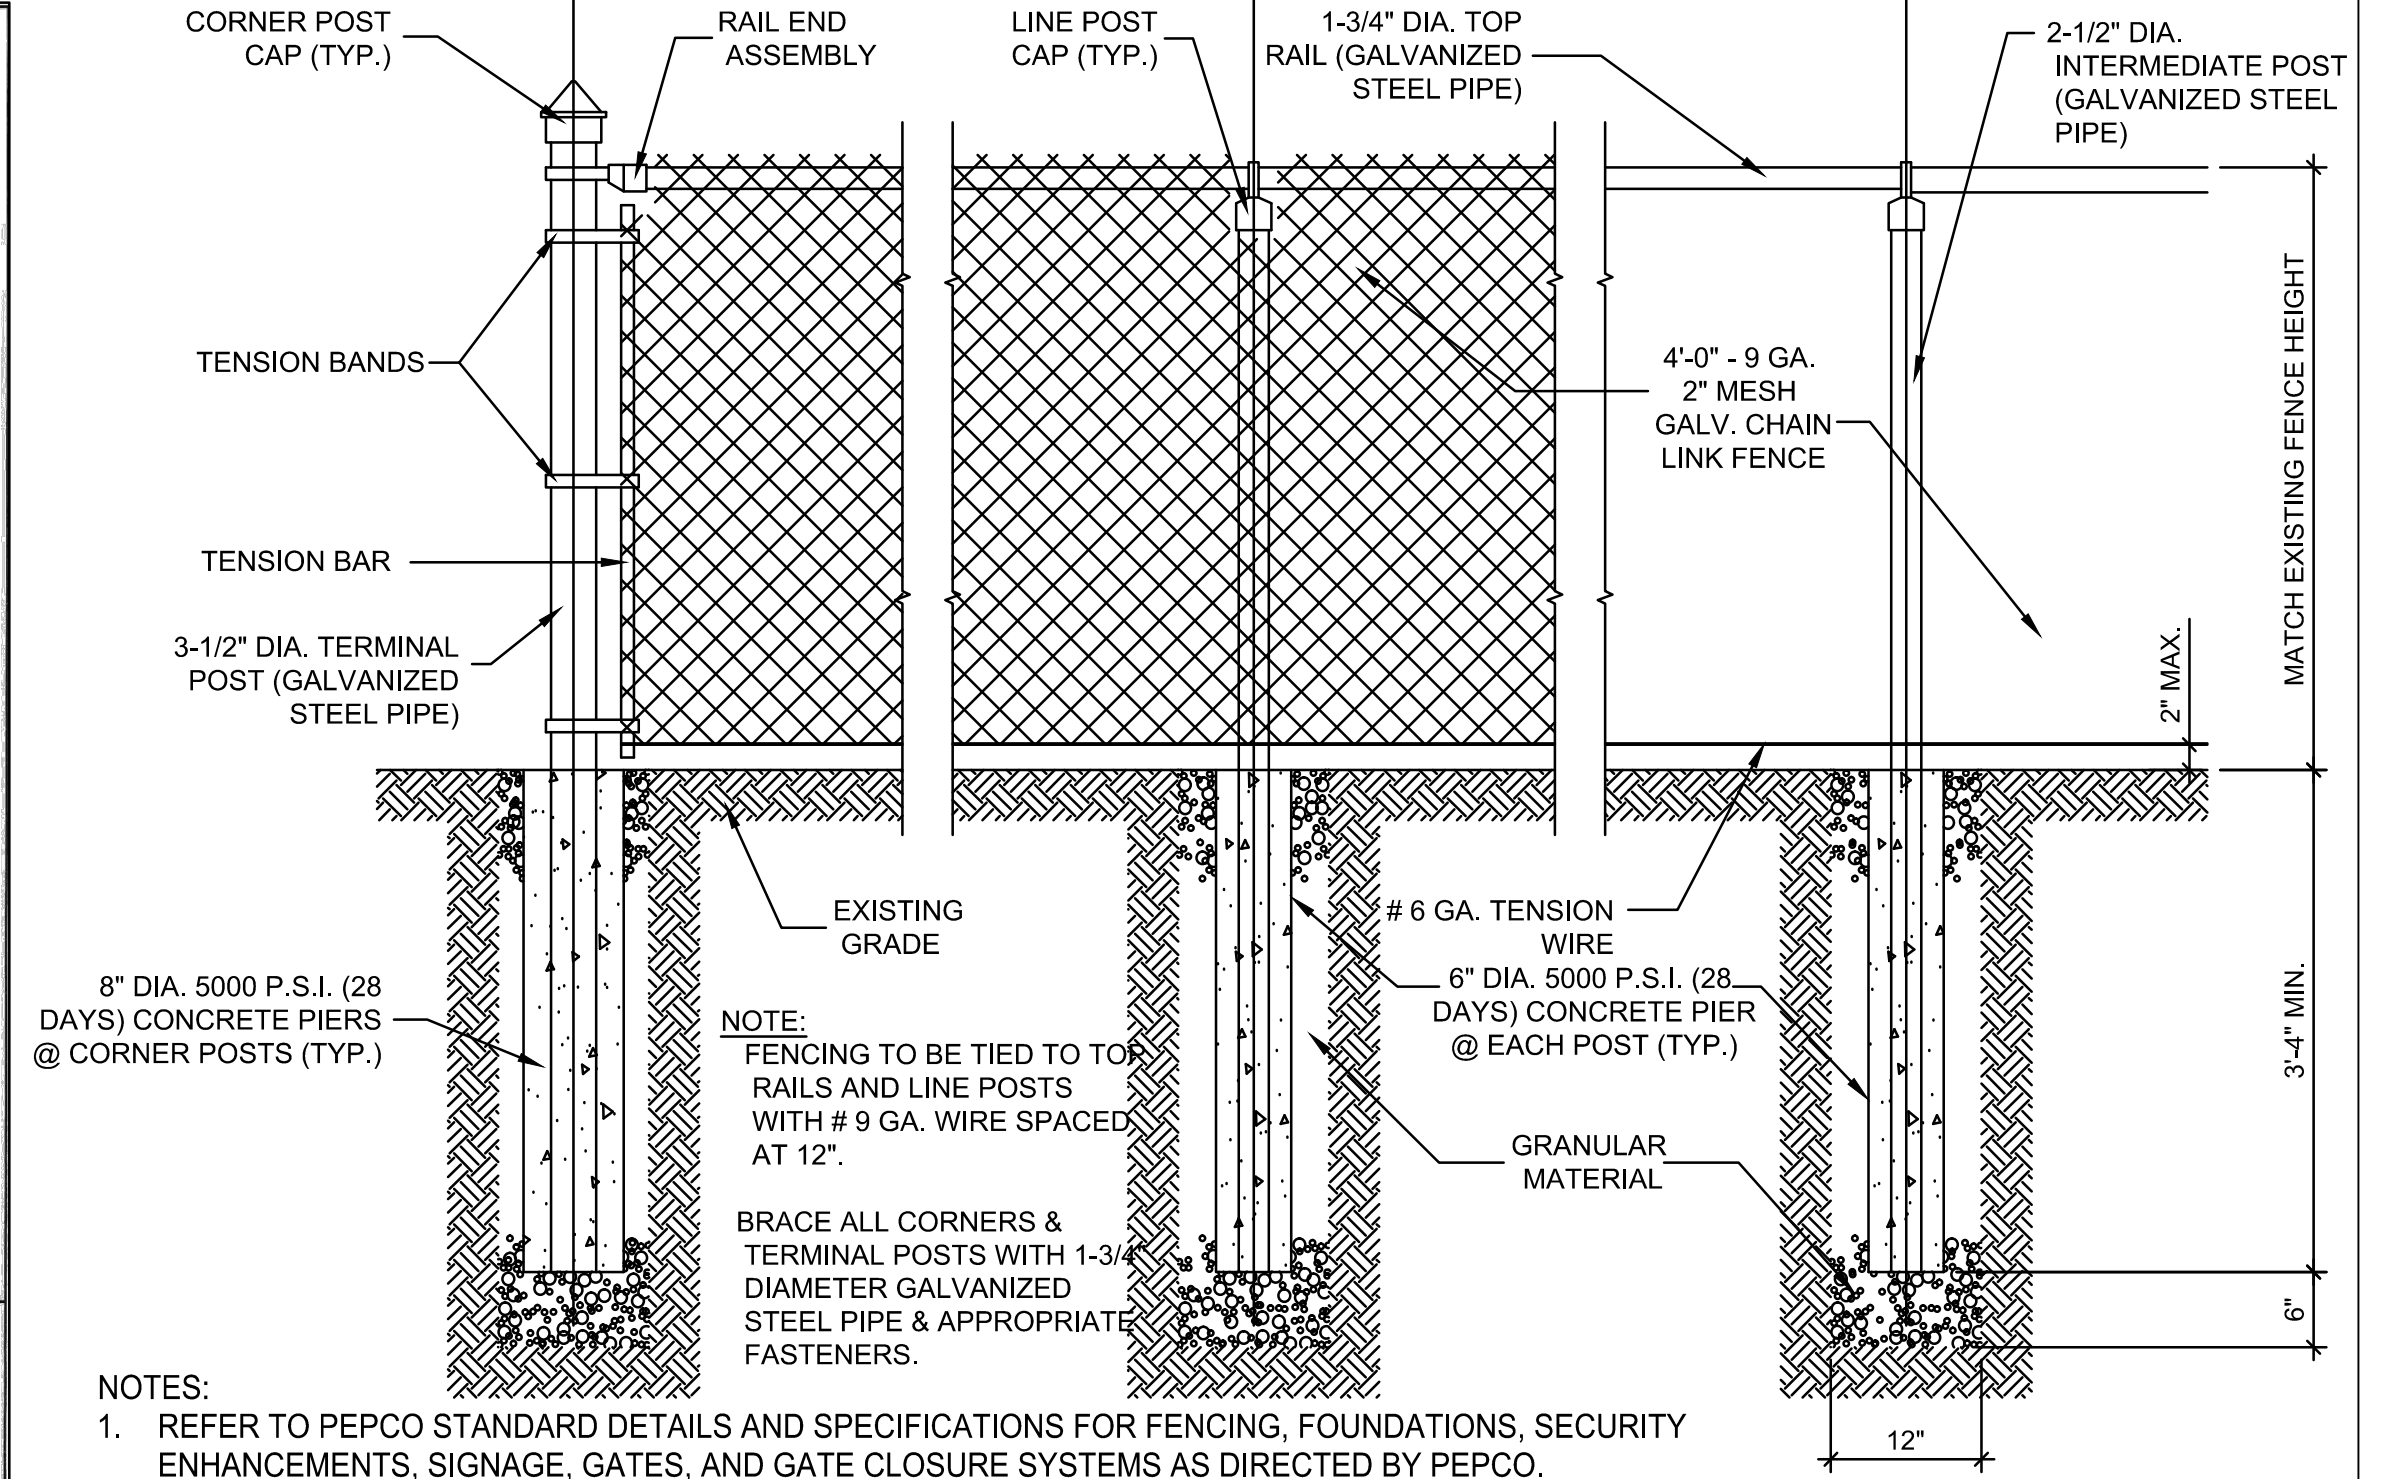 CORNER POST
CAP (TYP.)
RAIL END
ASSEMBLY
LINE POST
CAP (TYP.)
1-3/4" DIA. TOP
RAIL (GALVANIZED
STEEL PIPE)
2-1/2" DIA.
INTERMEDIATE POST
(GALVANIZED STEEL
PIPE)
TENSION BANDS
4'-0" - 9 GA.
2" MESH
GALV. CHAIN
LINK FENCE
MATCH EXISTING FENCE HEIGHT
TENSION BAR
3-1/2" DIA. TERMINAL
POST (GALVANIZED
STEEL PIPE)
2" MAX.
EXISTING
GRADE
# 6 GA. TENSION
WIRE
8" DIA. 5000 P.S.I. (28
DAYS) CONCRETE PIERS
@ CORNER POSTS (TYP.)
6" DIA. 5000 P.S.I. (28
DAYS) CONCRETE PIER
@ EACH POST (TYP.)
3'-4" MIN.
NOTE:
FENCING TO BE TIED TO TOP
RAILS AND LINE POSTS
WITH # 9 GA. WIRE SPACED
AT 12".
GRANULAR
MATERIAL
BRACE ALL CORNERS &
TERMINAL POSTS WITH 1-3/4"
DIAMETER GALVANIZED
STEEL PIPE & APPROPRIATE
FASTENERS.
6"
12"
NOTES:
1. REFER TO PEPCO STANDARD DETAILS AND SPECIFICATIONS FOR FENCING, FOUNDATIONS, SECURITY
ENHANCEMENTS, SIGNAGE, GATES, AND GATE CLOSURE SYSTEMS AS DIRECTED BY PEPCO.